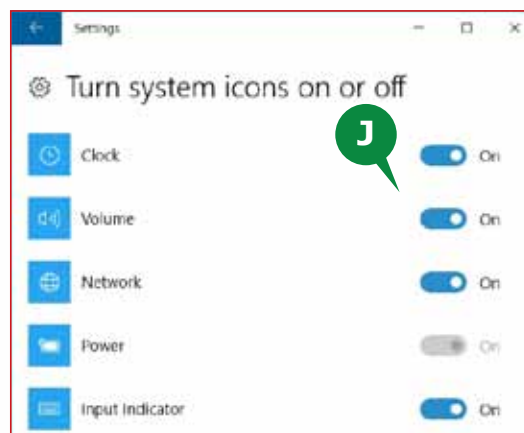 Settings
Turn system icons on or off
J
Clock On
Volume On
Network On
Power On
Input Indicator On